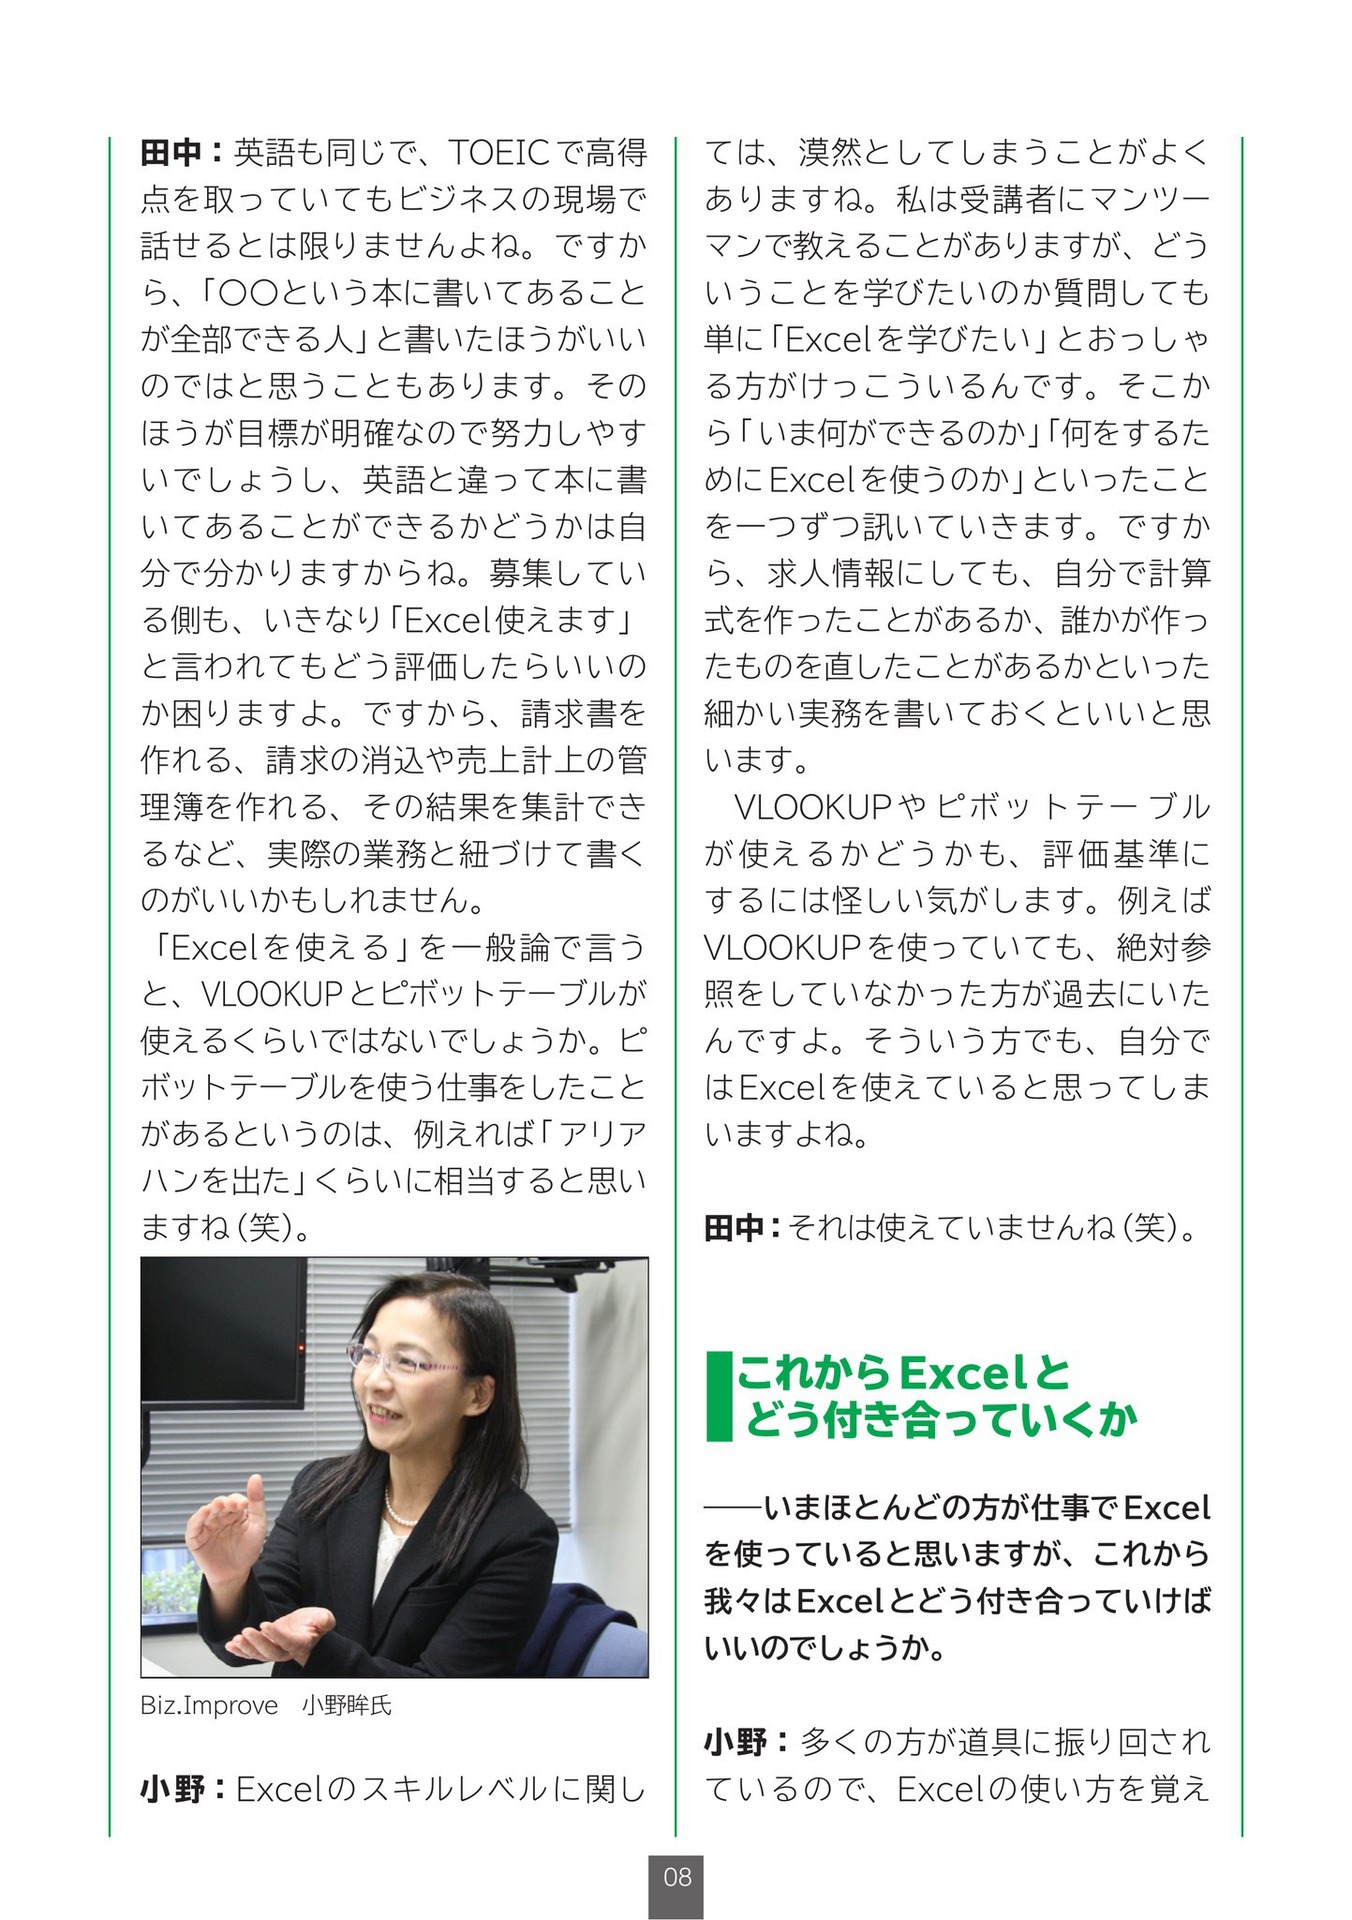 田中：英語も同じで、TOEICで高得
点を取っていてもビジネスの現場で
話せるとは限りませんよね。ですか
ら、「〇〇という本に書いてあること
が全部できる人」と書いたほうがいい
のではと思うこともあります。その
ほうが目標が明確なので努力しやす
いでしょうし、英語と違って本に書
いてあることができるかどうかは自
分で分かりますからね。募集してい
る側も、いきなり「Excel使えます」
と言われてもどう評価したらいいの
か困りますよ。ですから、請求書を
作れる、請求の消込や売上計上の管
理簿を作れる、その結果を集計でき
るなど、実際の業務と紐づけて書く
のがいいかもしれません。
「Excelを使える」を一般論で言う
と、VLOOKUPとピボットテーブルが
使えるくらいではないでしょうか。ピ
ボットテーブルを使う仕事をしたこと
があるというのは、例えれば「アリア
ハンを出た」くらいに相当すると思い
ますね（笑）。
Biz.Improve　小野眸氏
小野：Excelのスキルレベルに関し
ては、漠然としてしまうことがよく
ありますね。私は受講者にマンツー
マンで教えることがありますが、どう
いうことを学びたいのか質問しても
単に「Excelを学びたい」とおっしゃ
る方がけっこういるんです。そこか
ら「いま何ができるのか」「何をするた
めにExcelを使うのか」といったこと
を一つずつ訊いていきます。ですか
ら、求人情報にしても、自分で計算
式を作ったことがあるか、誰かが作っ
たものを直したことがあるかといった
細かい実務を書いておくといいと思
います。
　VLOOKUPやピボットテーブル
が使えるかどうかも、評価基準に
するには怪しい気がします。例えば
VLOOKUPを使っていても、絶対参
照をしていなかった方が過去にいた
んですよ。そういう方でも、自分で
はExcelを使えていると思ってしま
いますよね。
田中：それは使えていませんね（笑）。
これからExcelと
どう付き合っていくか
――いまほとんどの方が仕事でExcel
を使っていると思いますが、これから
我々はExcelとどう付き合っていけば
いいのでしょうか。
小野：多くの方が道具に振り回され
ているので、Excelの使い方を覚え
08